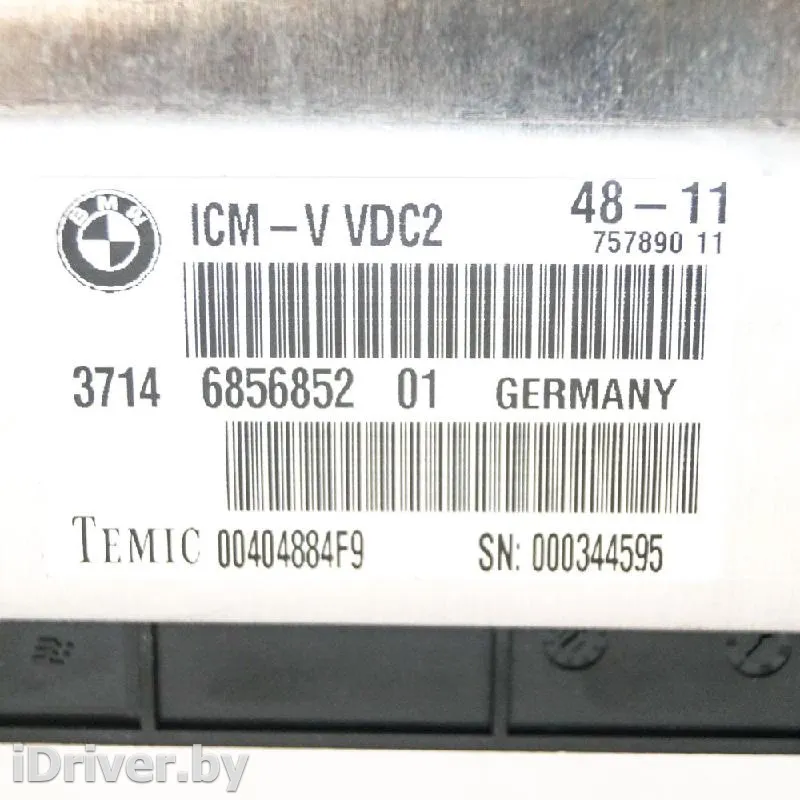 BMW
ICM-V VDC2 48-11
757890 11
3714 6856852 01 GERMANY
TEMIC 00404884F9 SN: 000344595
iDriver.by